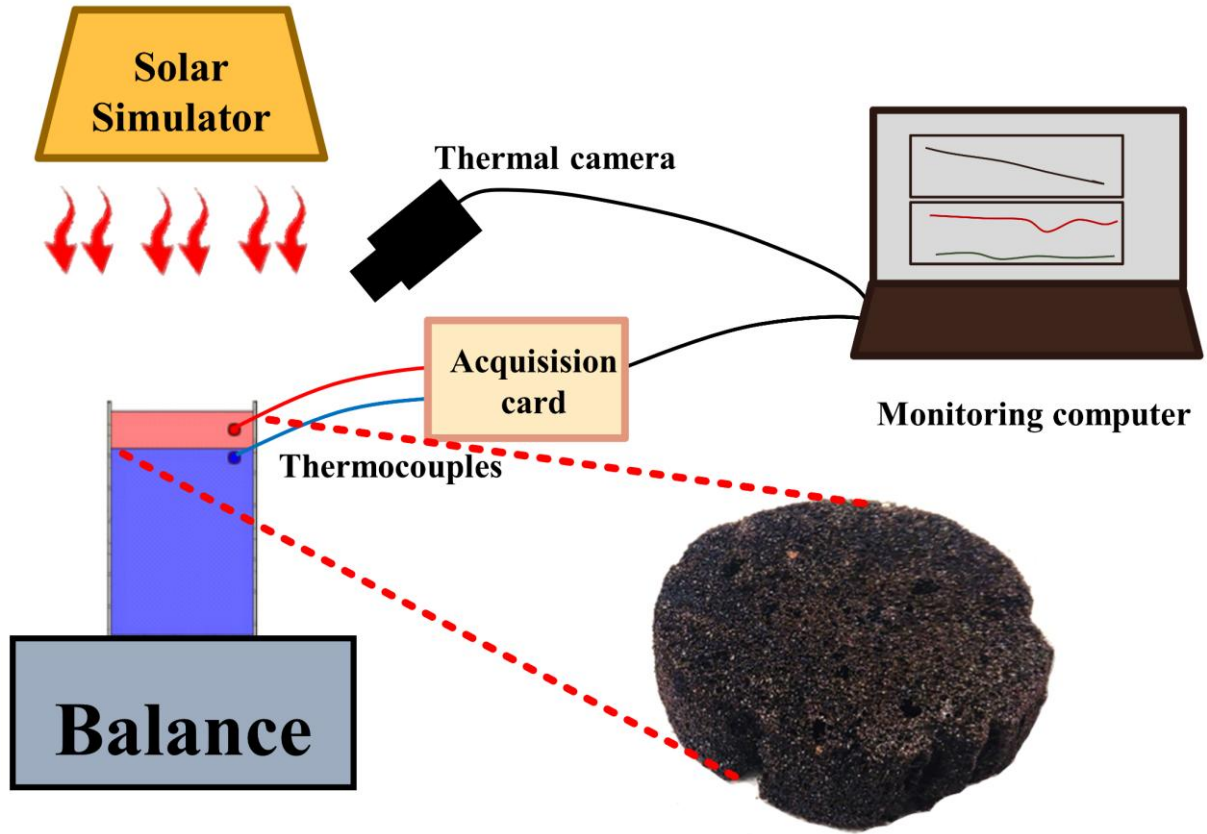 Solar
Simulator
Thermal camera
Acquisision
card
Monitoring computer
Thermocouples
Balance